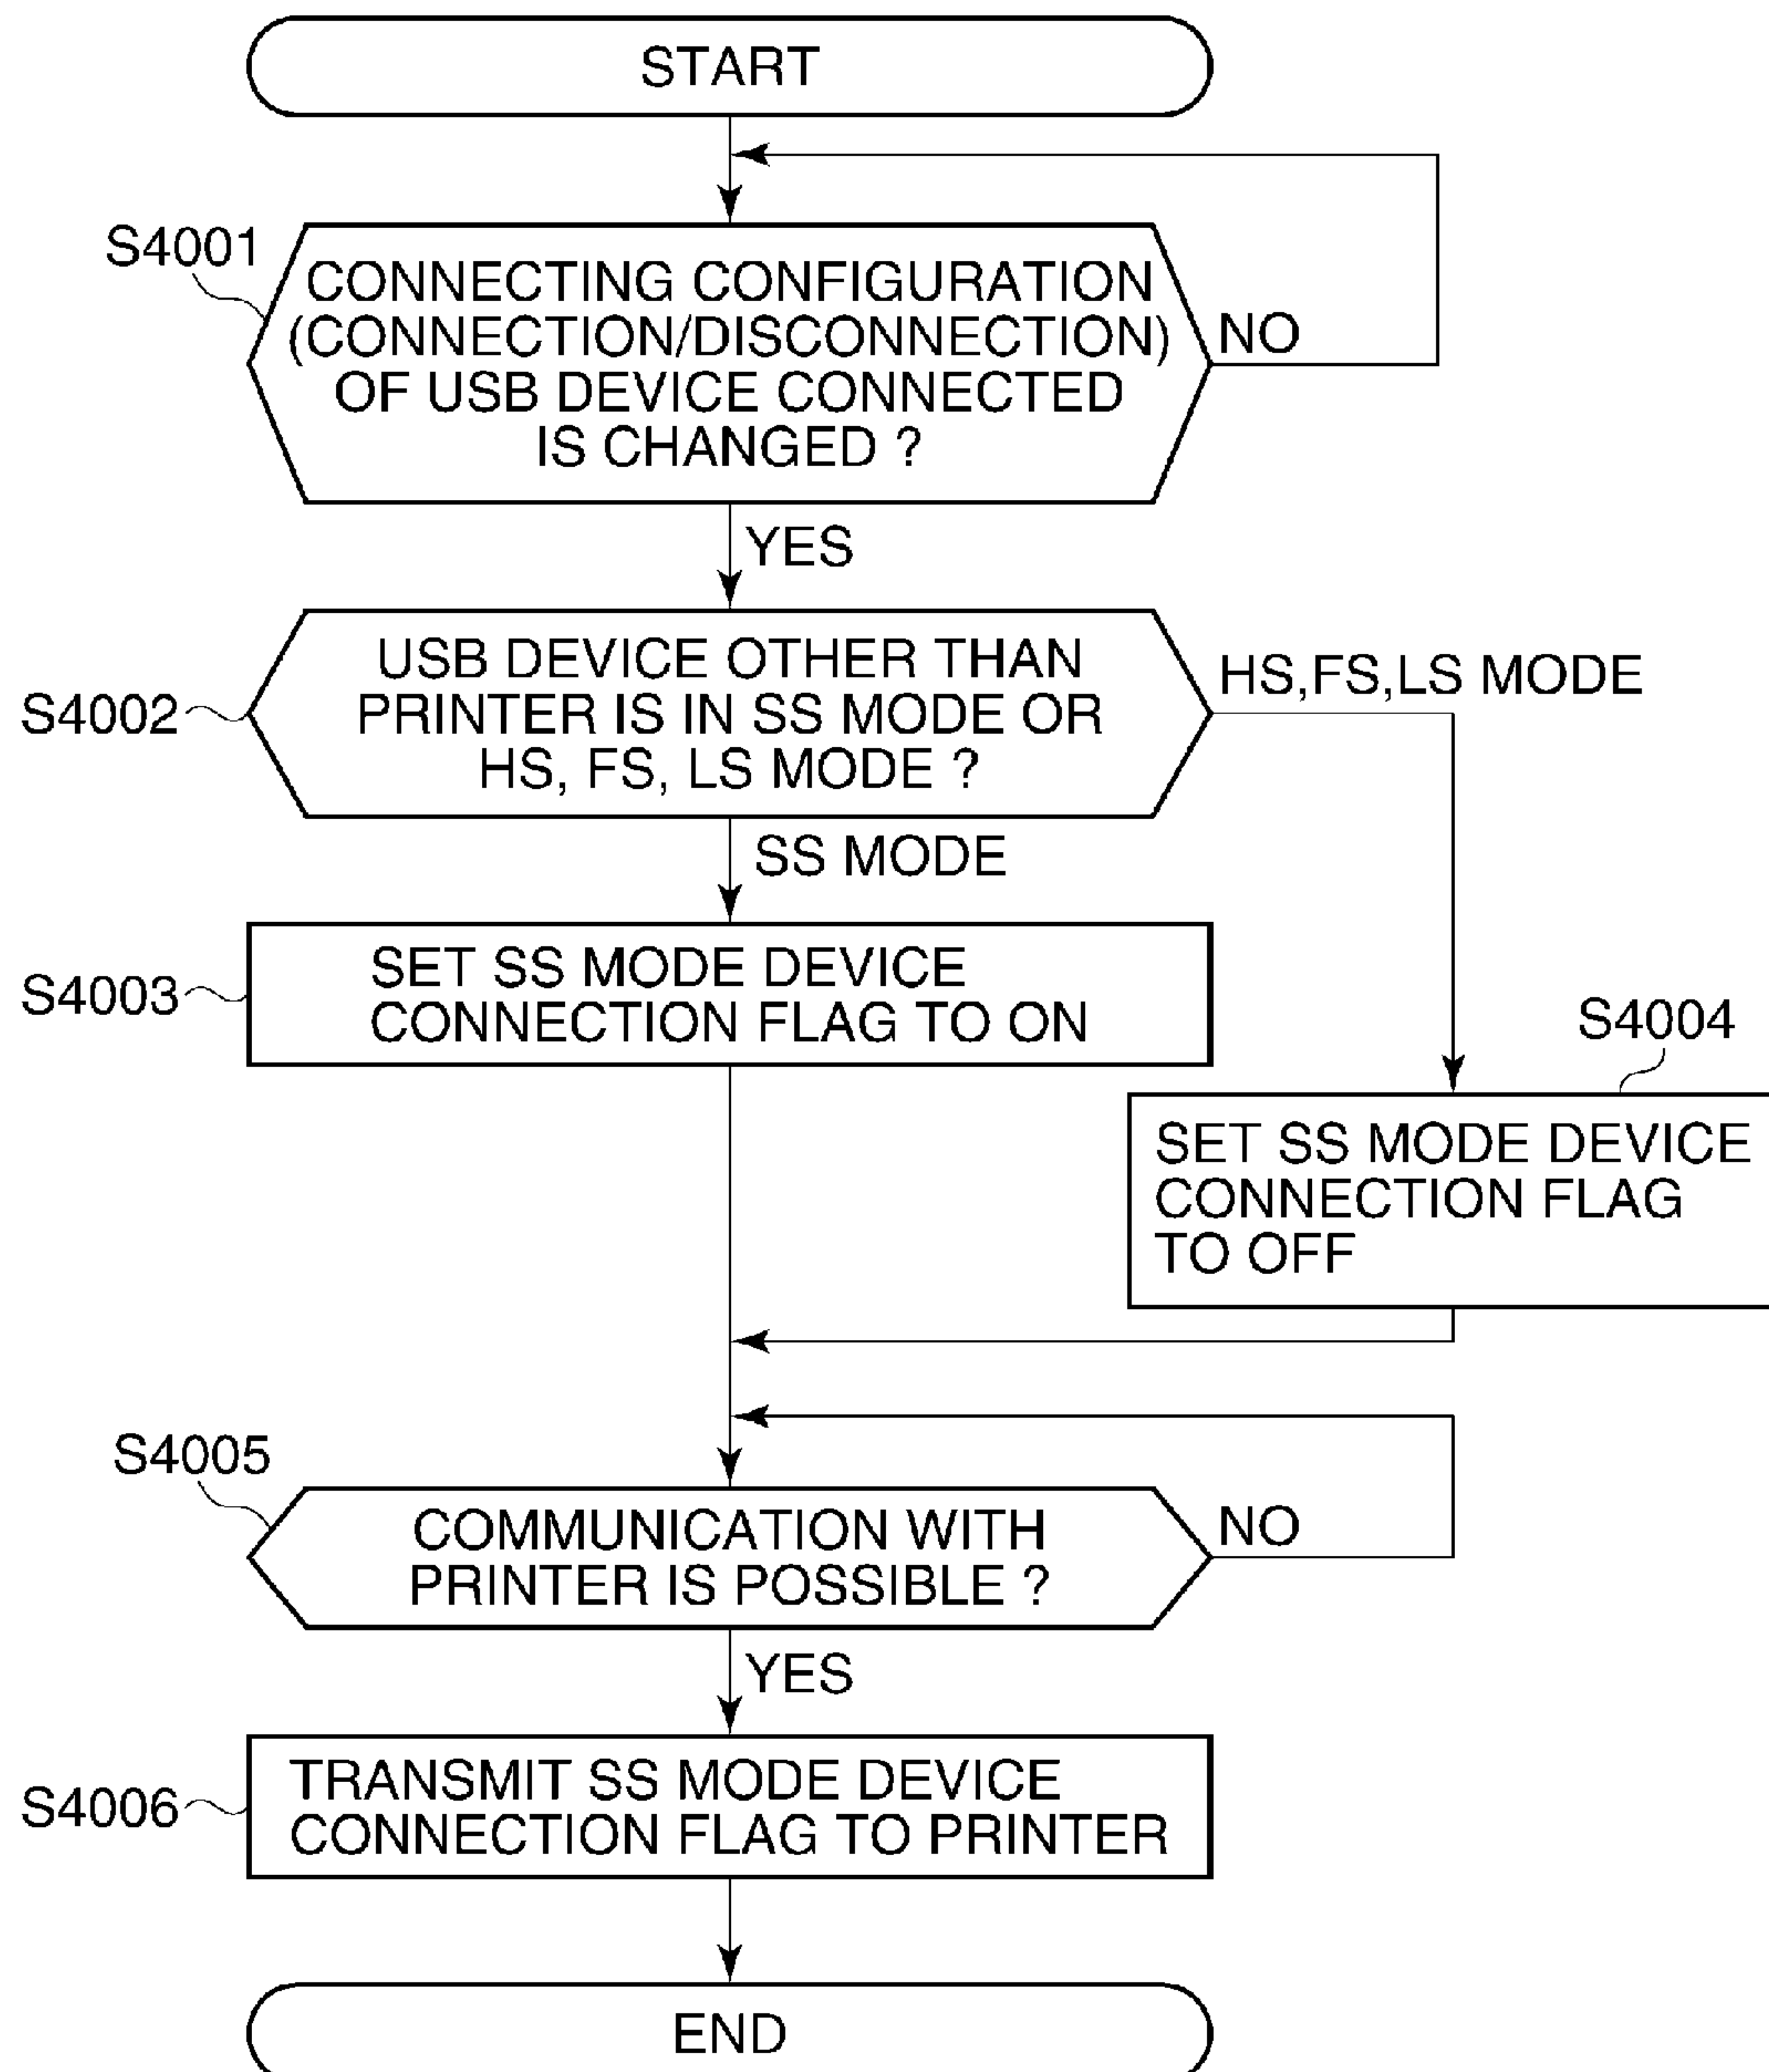 START
S4001
CONNECTING CONFIGURATION
(CONNECTION/DISCONNECTION)
OF USB DEVICE CONNECTED
IS CHANGED ?
NO
YES
S4002
USB DEVICE OTHER THAN
PRINTER IS IN SS MODE OR
HS, FS, LS MODE ?
HS,FS,LS MODE
SS MODE
S4003
SET SS MODE DEVICE
CONNECTION FLAG TO ON
S4004
SET SS MODE DEVICE
CONNECTION FLAG
TO OFF
S4005
COMMUNICATION WITH
PRINTER IS POSSIBLE ?
NO
YES
S4006
TRANSMIT SS MODE DEVICE
CONNECTION FLAG TO PRINTER
END